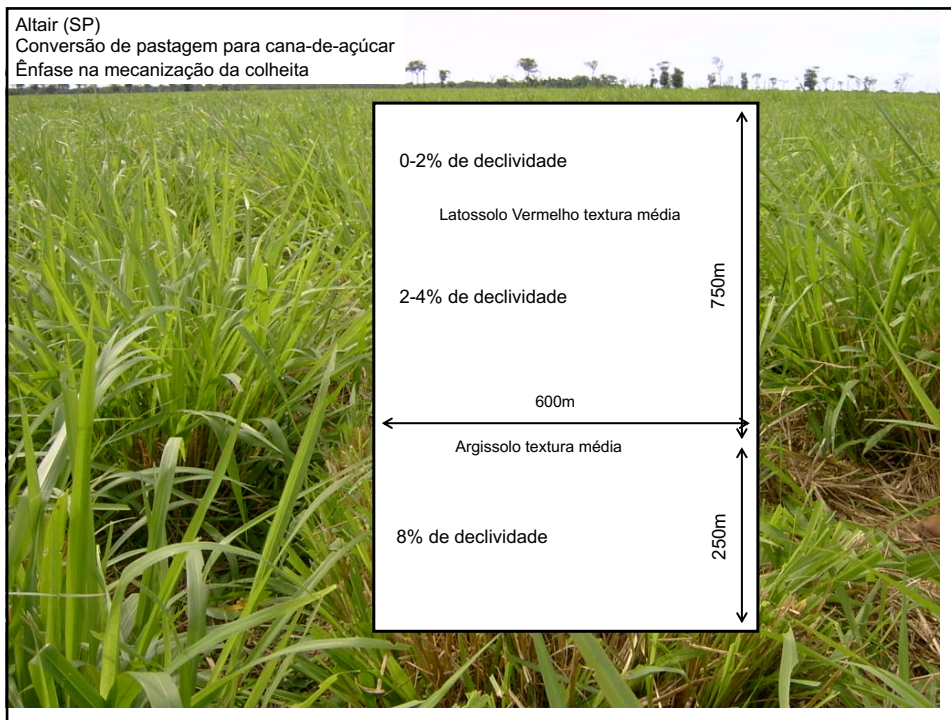 Altair (SP)
Conversão de pastagem para cana-de-açúcar
Ênfase na mecanização da colheita
0-2% de declividade
Latossolo Vermelho textura média
2-4% de declividade
750m
600m
Argissolo textura média
8% de declividade
250m